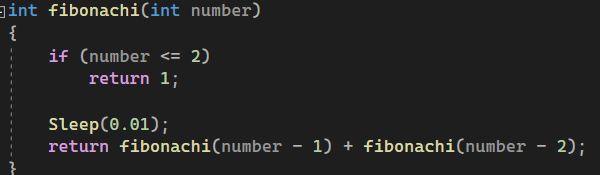 int fibonachi(int number)
{
if (number <= 2)
return 1;
Sleep(0.01);
return fibonachi(number - 1) + fibonachi(number - 2);
}